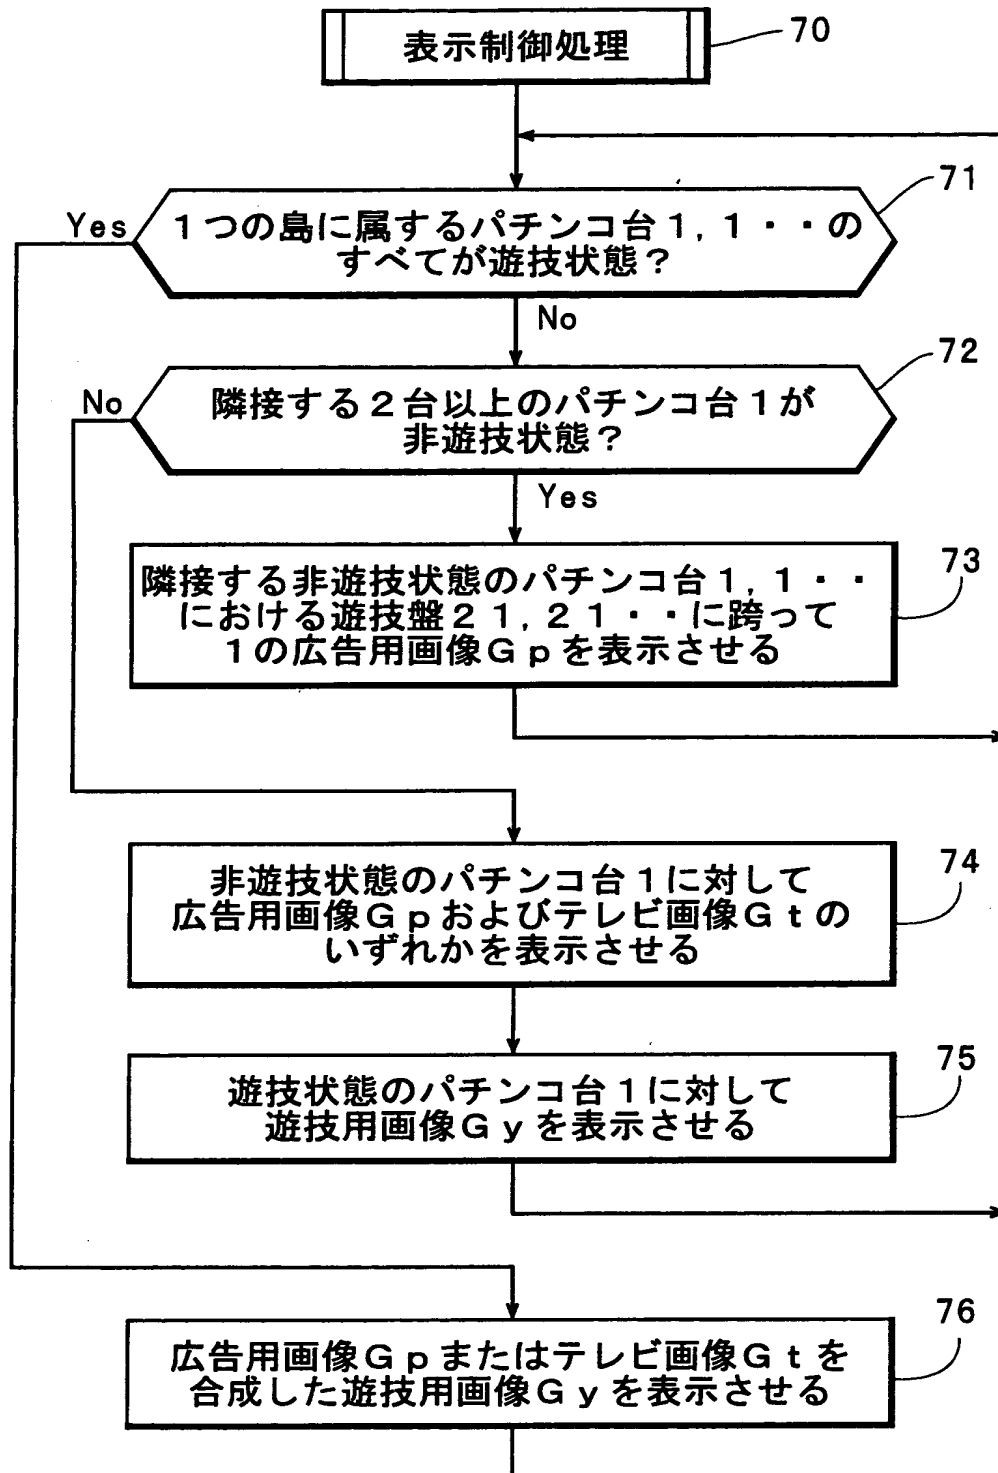 表示制御処理
70
71
Yes
1つの島に属するパチンコ台1,1・・の
すべてが遊技状態?
No
72
No
隣接する2台以上のパチンコ台1が
非遊技状態?
Yes
73
隣接する非遊技状態のパチンコ台1,1・・
における遊技盤21,21・・に跨って
1の広告用画像Gpを表示させる
74
非遊技状態のパチンコ台1に対して
広告用画像Gpおよびテレビ画像Gtの
いずれかを表示させる
75
遊技状態のパチンコ台1に対して
遊技用画像Gyを表示させる
76
広告用画像Gpまたはテレビ画像Gtを
合成した遊技用画像Gyを表示させる